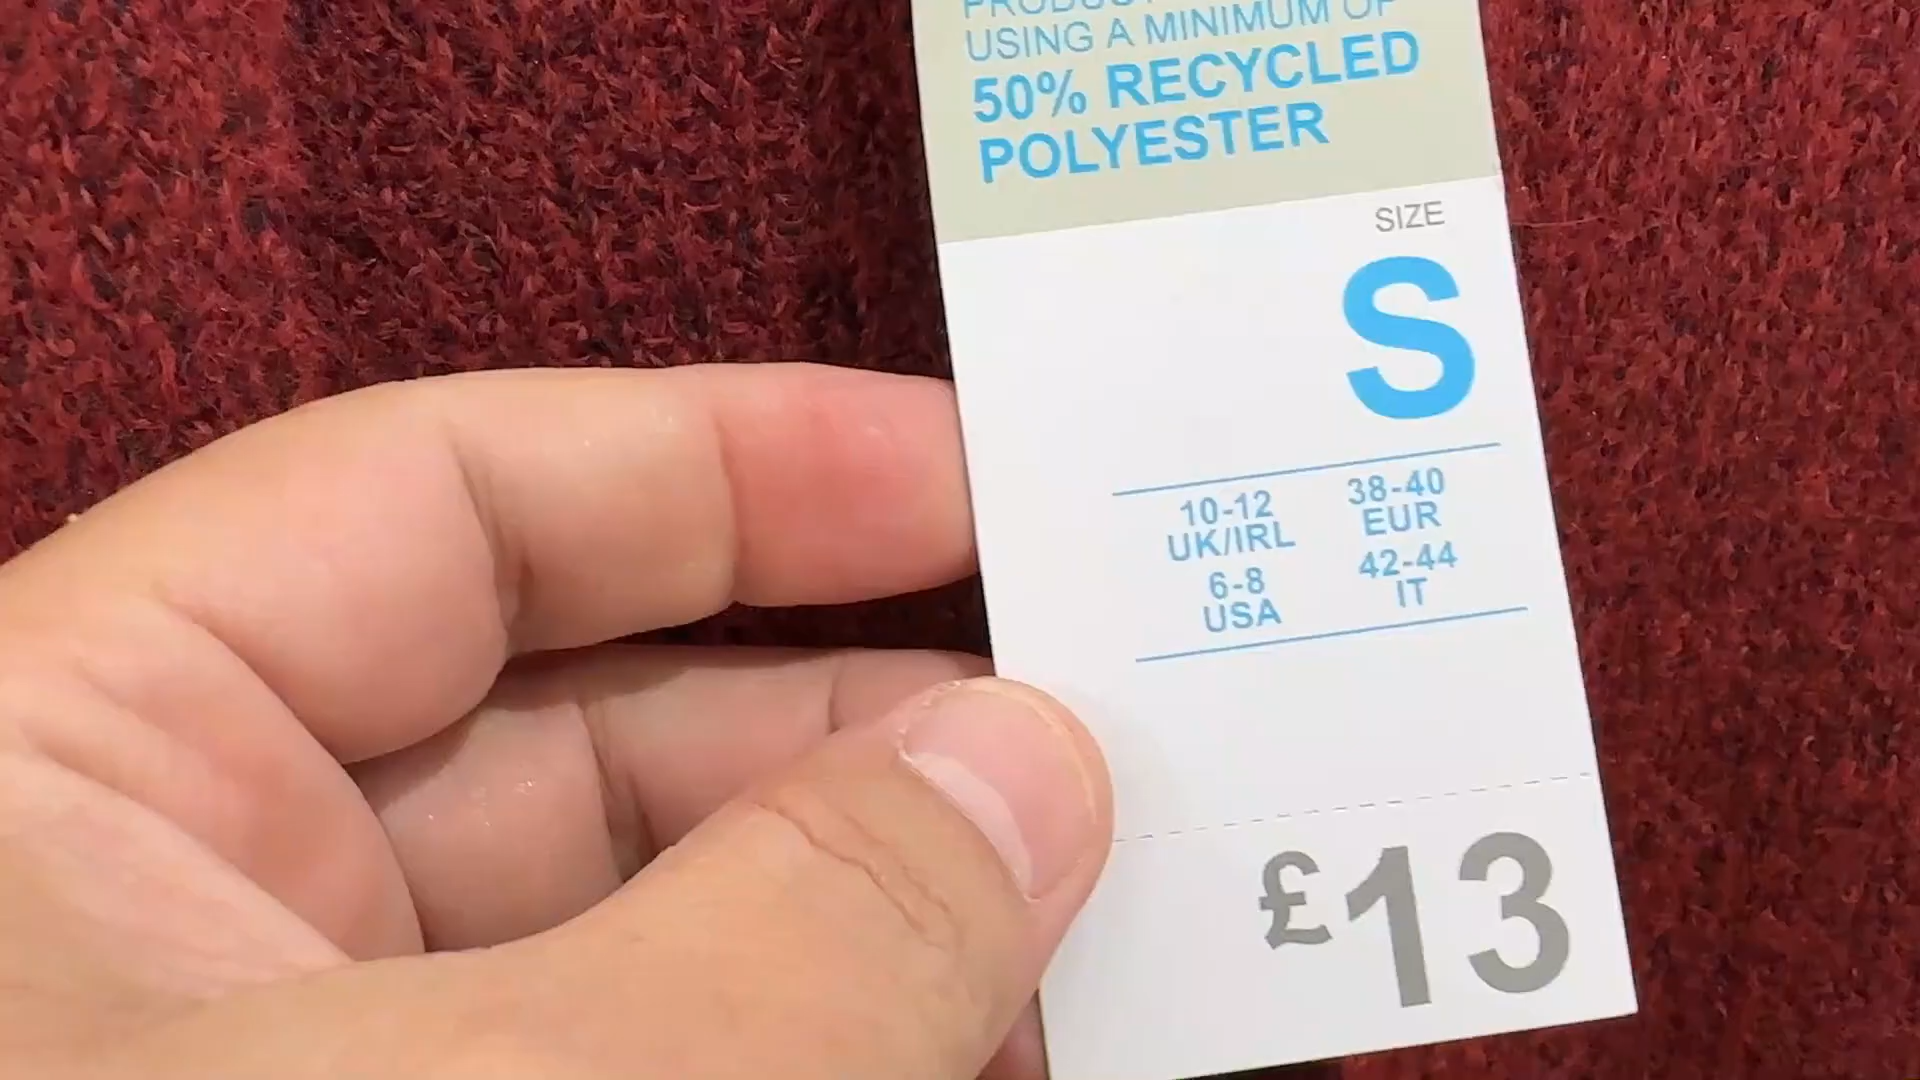 USING A MINIMUM OF
50% RECYCLED
POLYESTER
SIZE
S
10-12
UK/IRL
38-40
EUR
6-8
USA
42-44
IT
£13